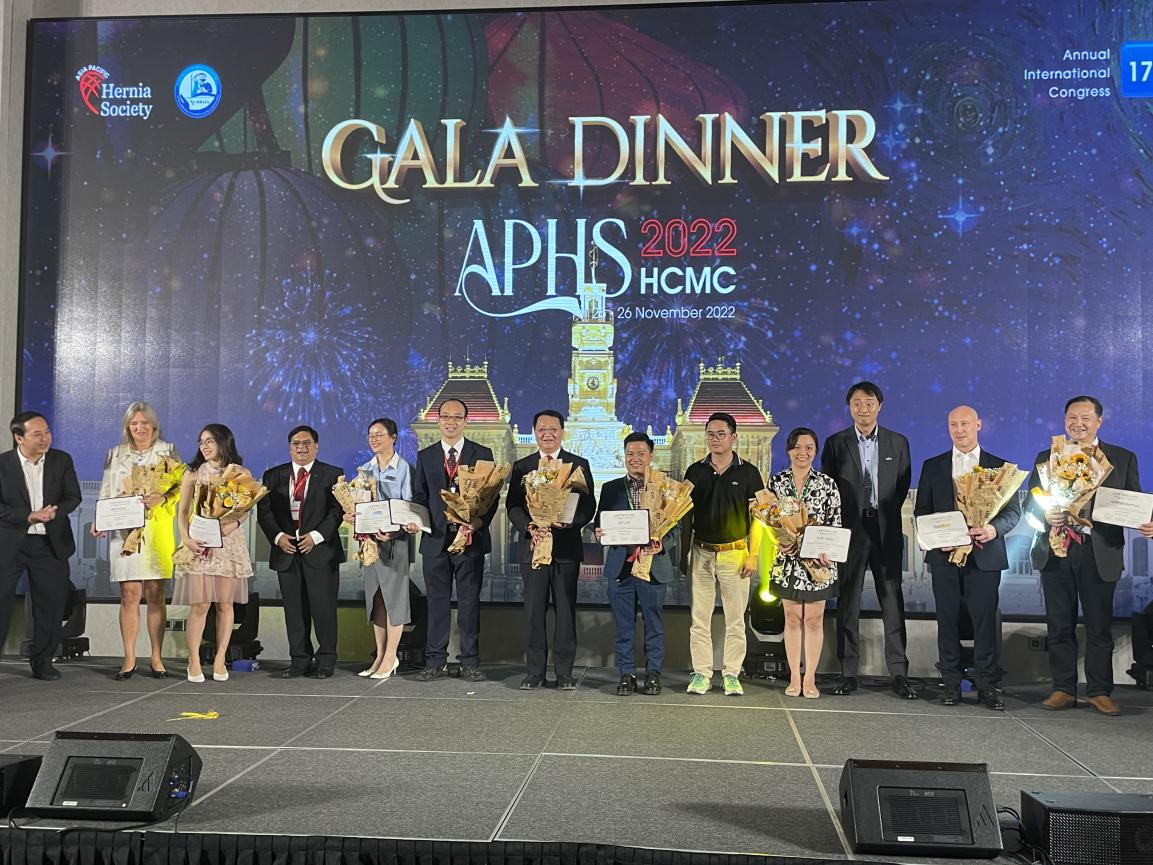 ASIA PACIFIC
Hernia
Society
Annual
International
Congress
17
GALA DINNER
APHS
2022
HCMC
26 November 2022